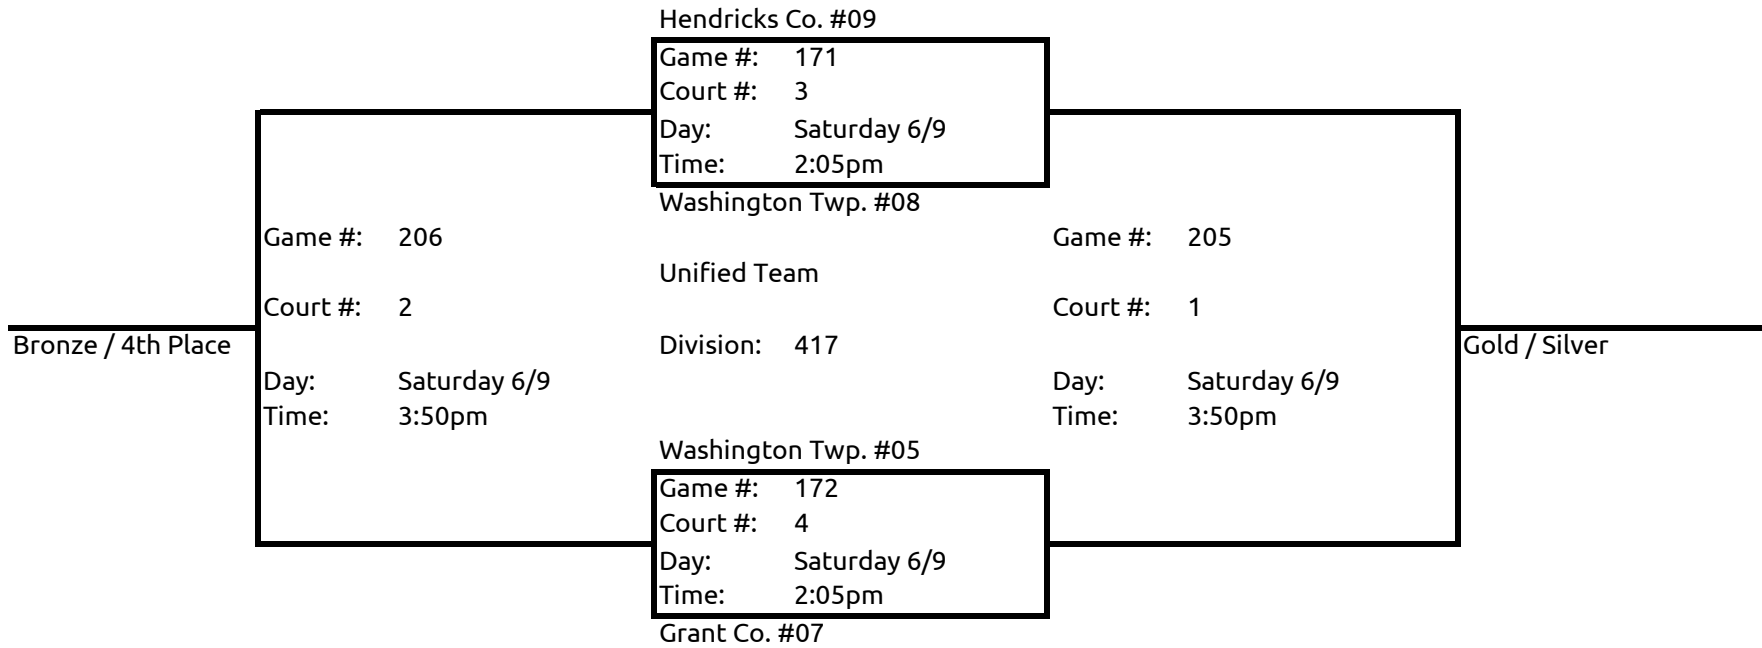 Hendricks Co. #09
Game #: 171
Court #: 3
Day: Saturday 6/9
Time: 2:05pm
Washington Twp. #08
Game #: 206
Game #: 205
Unified Team
Court #: 2
Court #: 1
Bronze / 4th Place
Division: 417
Gold / Silver
Day: Saturday 6/9
Day: Saturday 6/9
Time: 3:50pm
Time: 3:50pm
Washington Twp. #05
Game #: 172
Court #: 4
Day: Saturday 6/9
Time: 2:05pm
Grant Co. #07